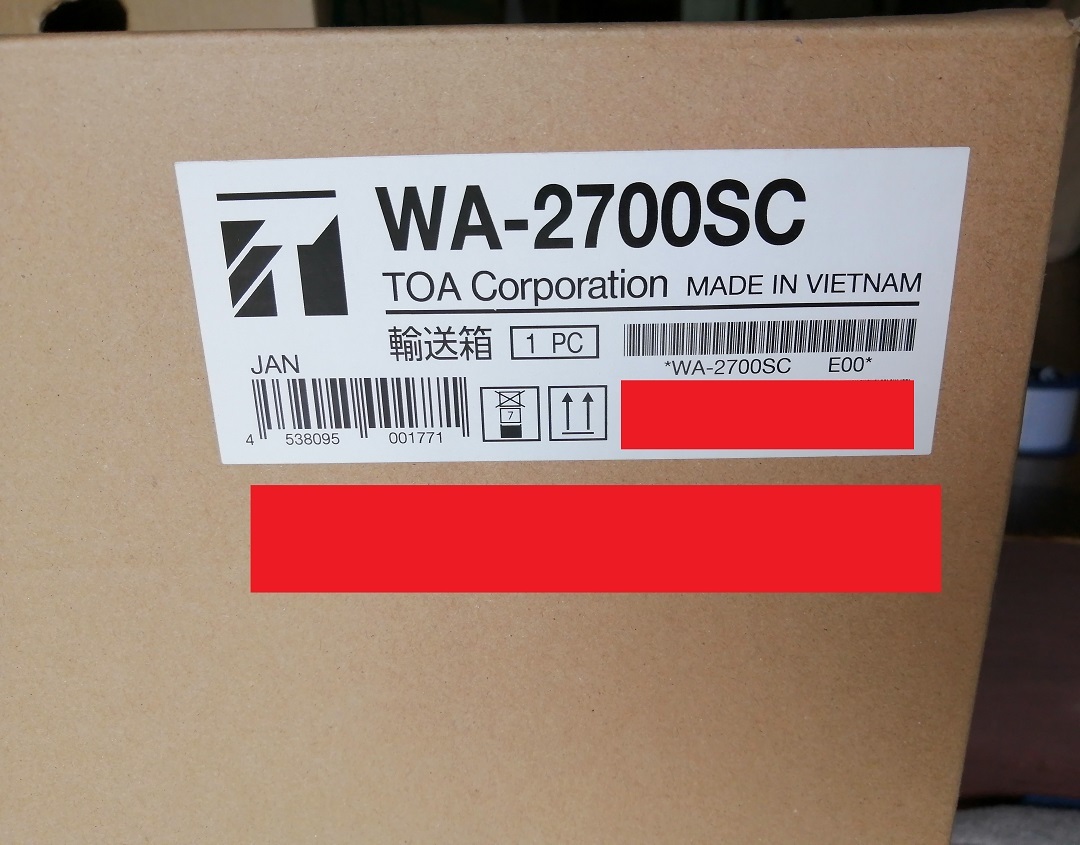 WA-2700SC
TOA Corporation MADE IN VIETNAM
輸送箱 1 PC
*WA-2700SC E00*
JAN
4 538095 001771
7